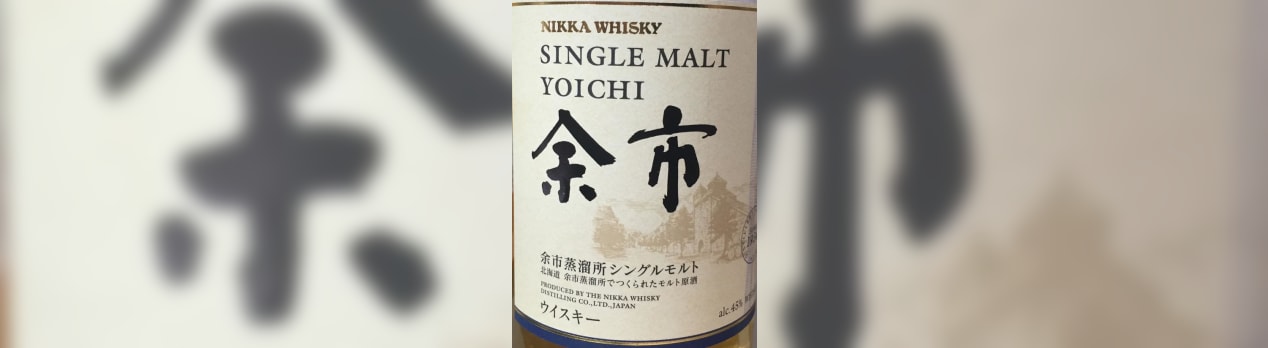 NIKKA WHISKY
SINGLE MALT
YOICHI
余市
余市蒸溜所シングルモルト
北海道 余市蒸溜所でつくられたモルト原酒
PRODUCED BY THE NIKKA WHISKY
DISTILLING CO.,LTD.,JAPAN
ウイスキー
alc.45%